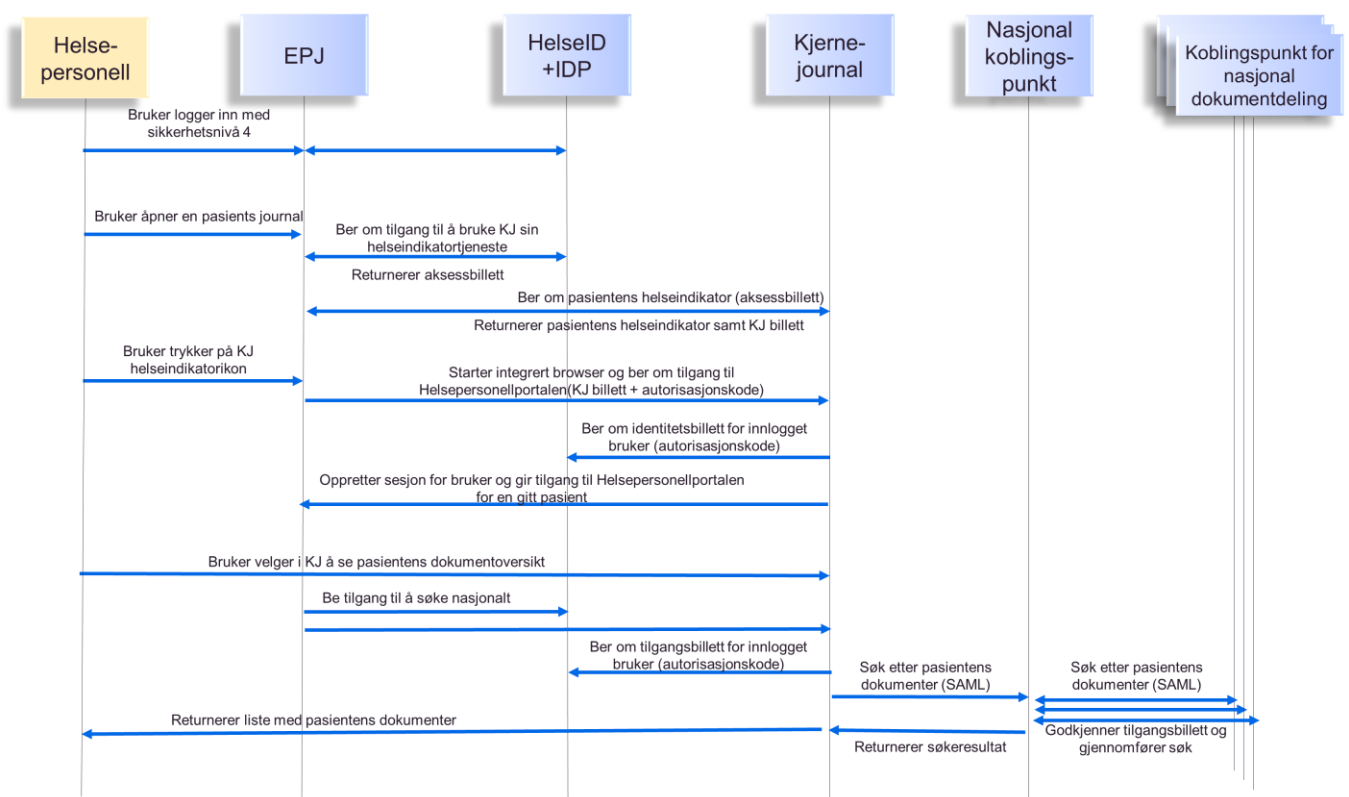 Helse-
personell
EPJ
HelseID
+IDP
Kjerne-
journal
Nasjonal
koblings-
punkt
Koblingspunkt for
nasjonal
dokumentdeling
Bruker logger inn med
sikkerhetsnivå 4
Bruker åpner en pasients journal
Ber om tilgang til å bruke KJ sin
helseindikatortjeneste
Returnerer aksessbillett
Ber om pasientens helseindikator (aksessbillett)
Returnerer pasientens helseindikator samt KJ billett
Bruker trykker på KJ
helseindikatorikon
Starter integrert browser og ber om tilgang til
Helsepersonellportalen(KJ billett + autorisasjonskode)
Ber om identitetsbillett for innlogget
bruker (autorisasjonskode)
Oppretter sesjon for bruker og gir tilgang til Helsepersonellportalen
for en gitt pasient
Bruker velger i KJ å se pasientens dokumentoversikt
Be tilgang til å søke nasjonalt
Ber om tilgangsbillett for innlogget
bruker (autorisasjonskode)
Søk etter pasientens
dokumenter (SAML)
Søk etter pasientens
dokumenter (SAML)
Returnerer liste med pasientens dokumenter
Returnerer søkeresultat
Godkjenner tilgangsbillett og
gjennomfører søk